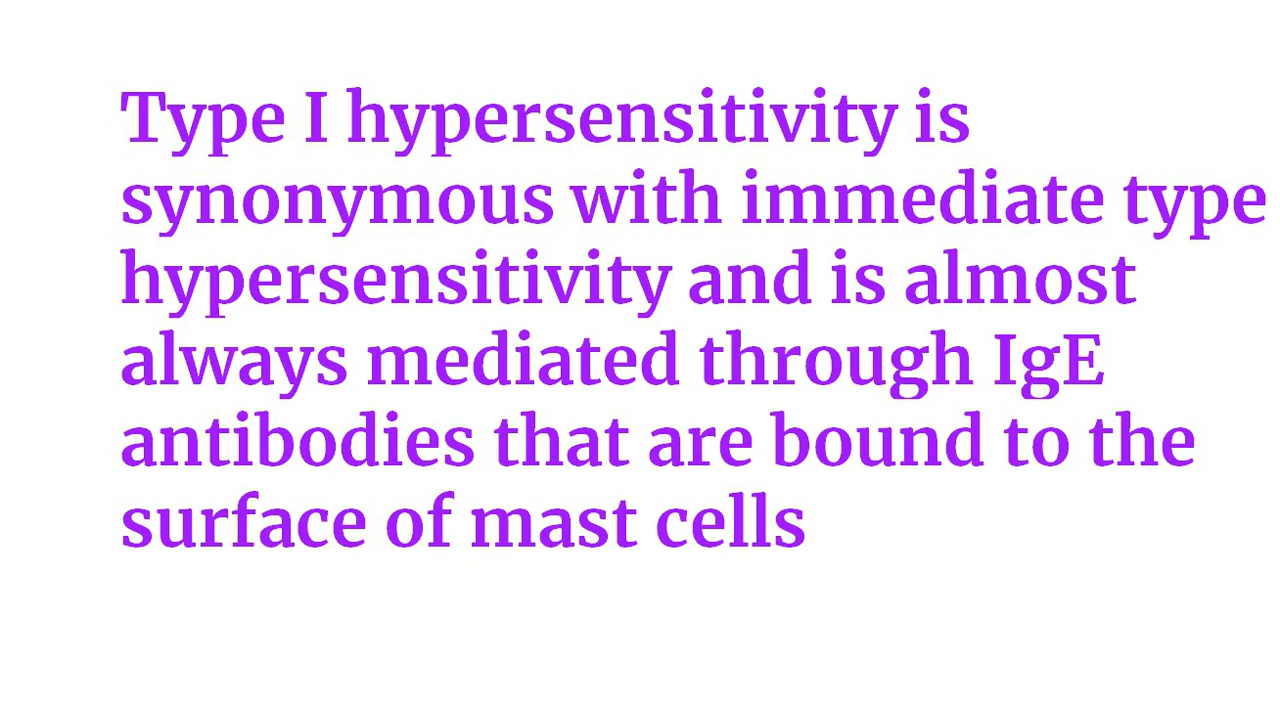 Type I hypersensitivity is
synonymous with immediate type
hypersensitivity and is almost
always mediated through IgE
antibodies that are bound to the
surface of mast cells